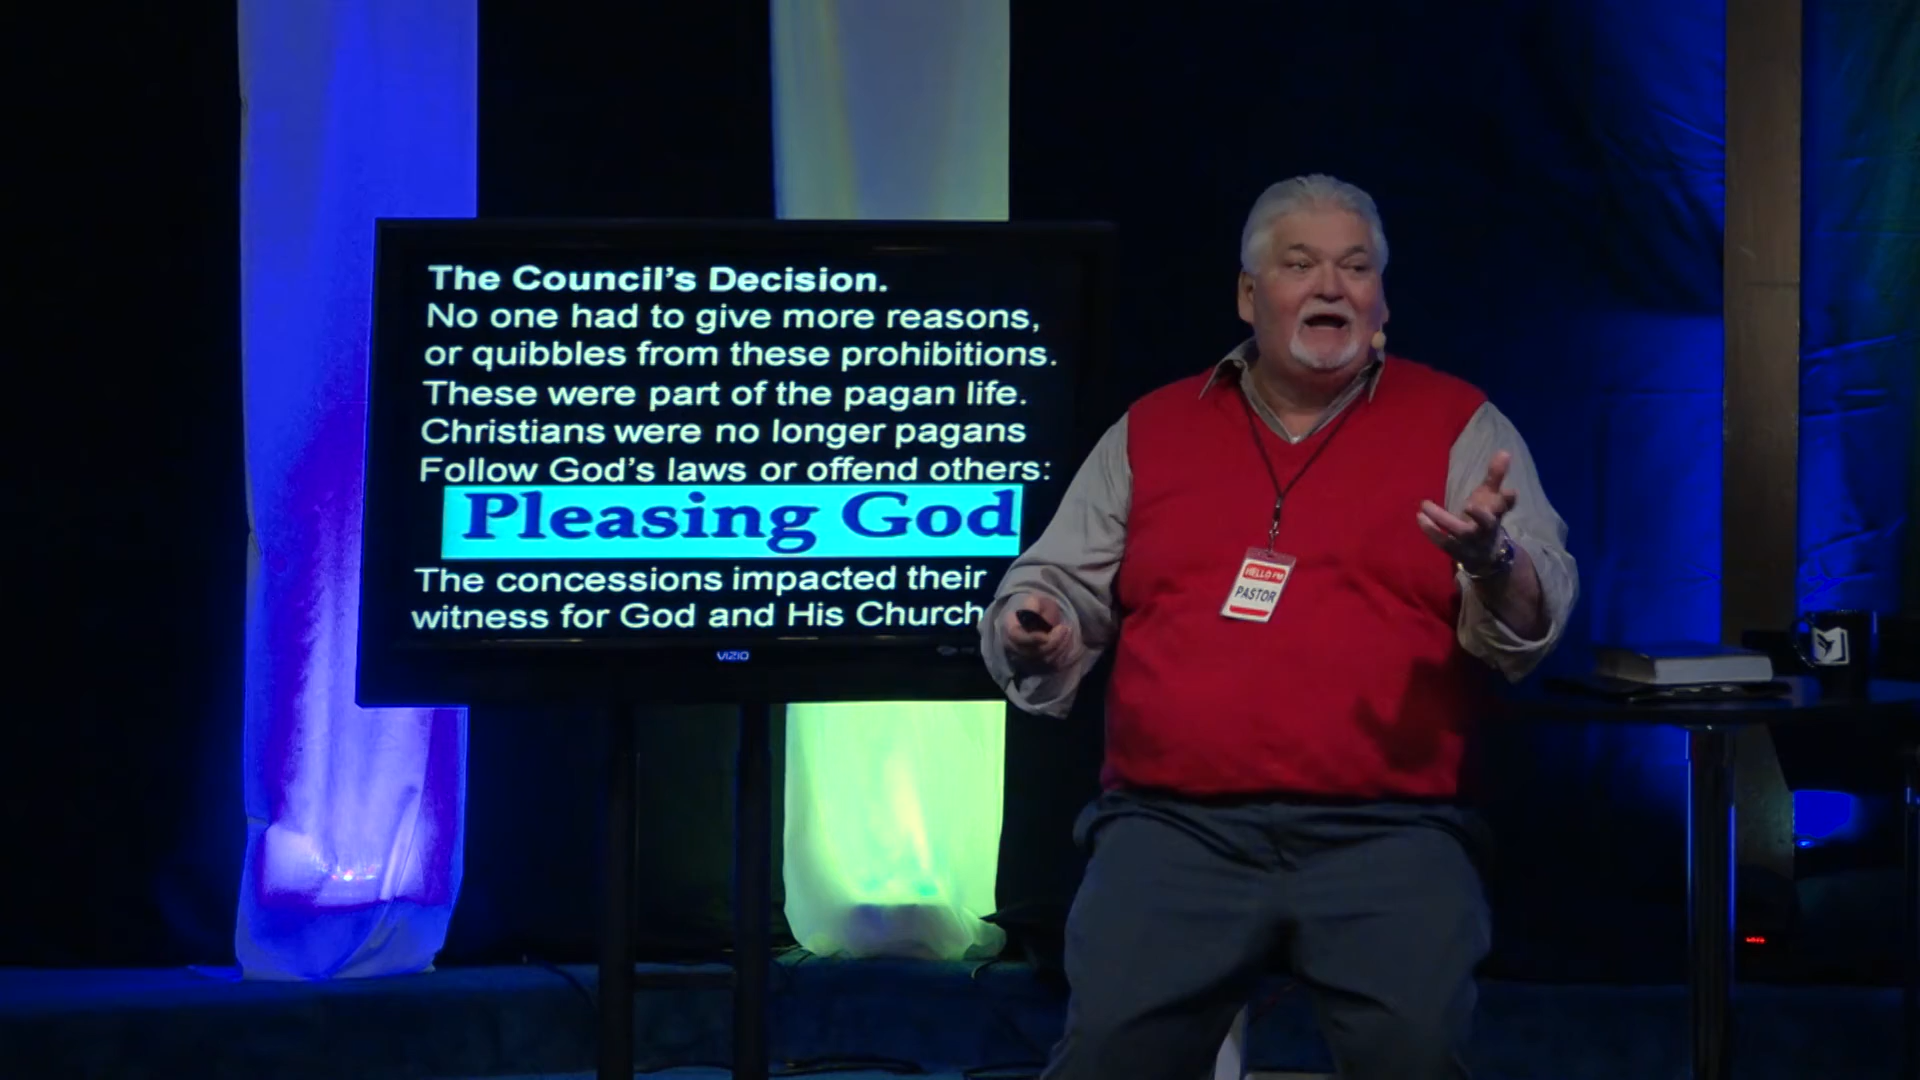 The Council's Decision.
No one had to give more reasons,
or quibbles from these prohibitions.
These were part of the pagan life.
Christians were no longer pagans
Follow God's laws or offend others:
Pleasing God
The concessions impacted their
witness for God and His Church
VIZIO
HELLO I'M
PASTOR